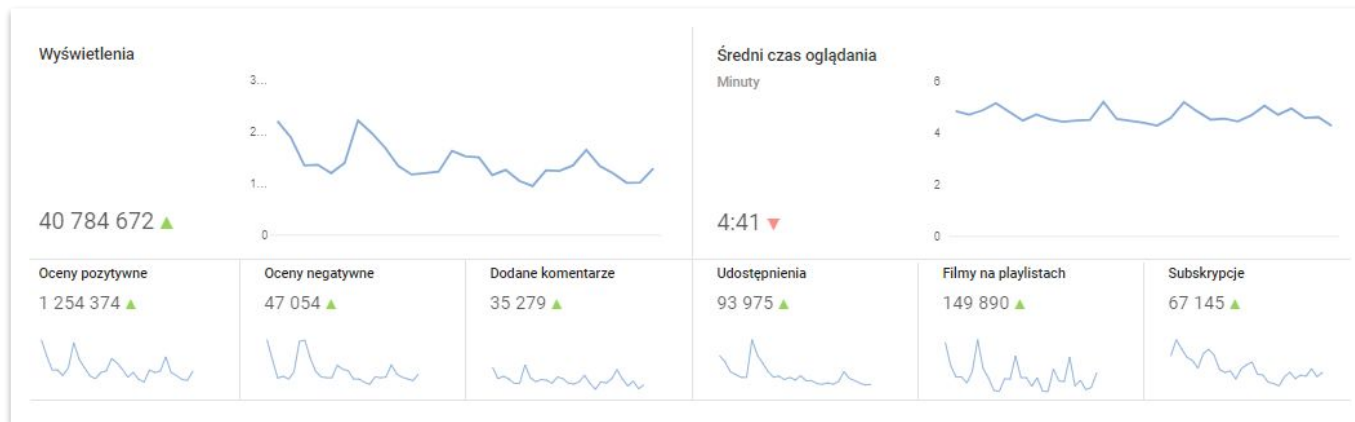 Wyświetlenia
3...
2...
1...
0
40 784 672
Średni czas oglądania
Minuty
6
4
2
0
4:41
Oceny pozytywne
1 254 374
Oceny negatywne
47 054
Dodane komentarze
35 279
Udostępnienia
93 975
Filmy na playlistach
149 890
Subskrypcje
67 145